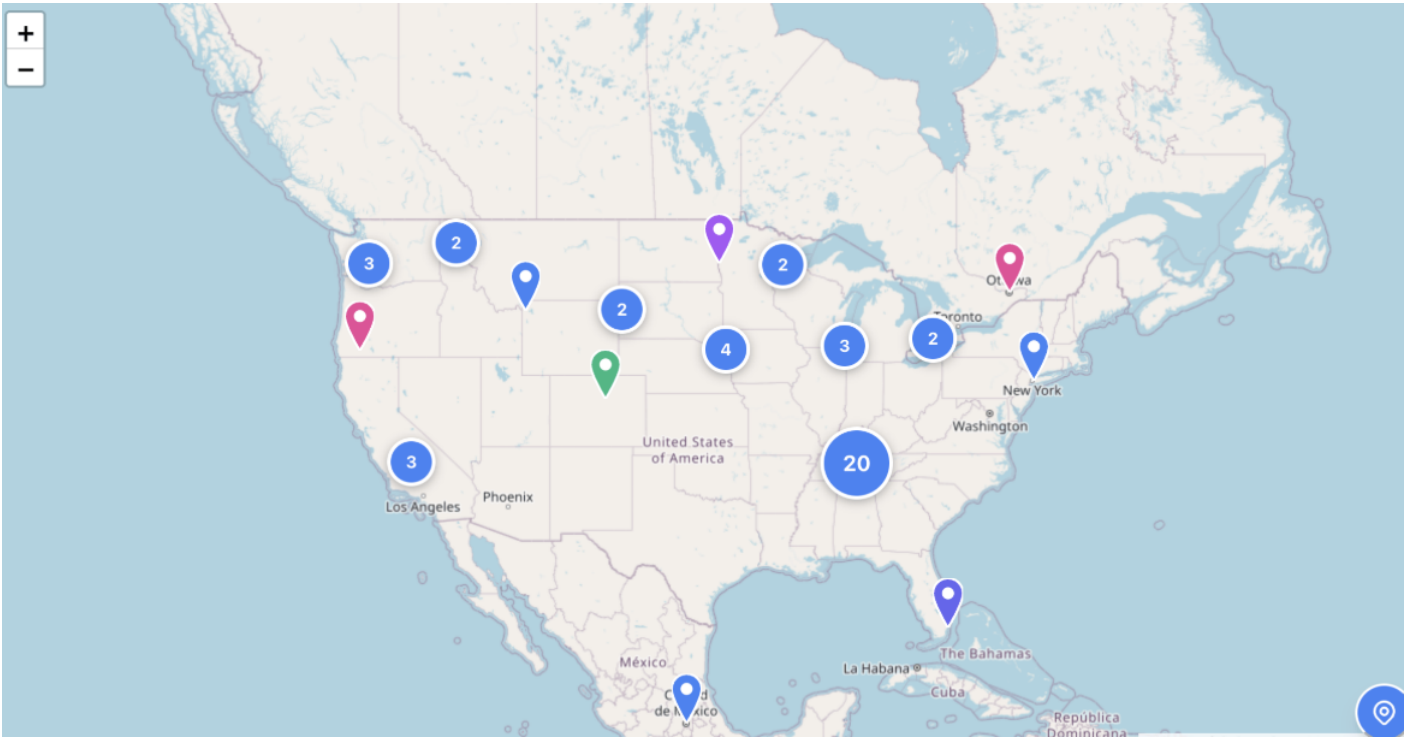 +
−
3
2
2
2
Ottawa
Toronto
4
3
2
New York
Washington
United States
of America
20
3
Phoenix
Los Angeles
The Bahamas
México
La Habana
Cuba
de México
República
Dominicana